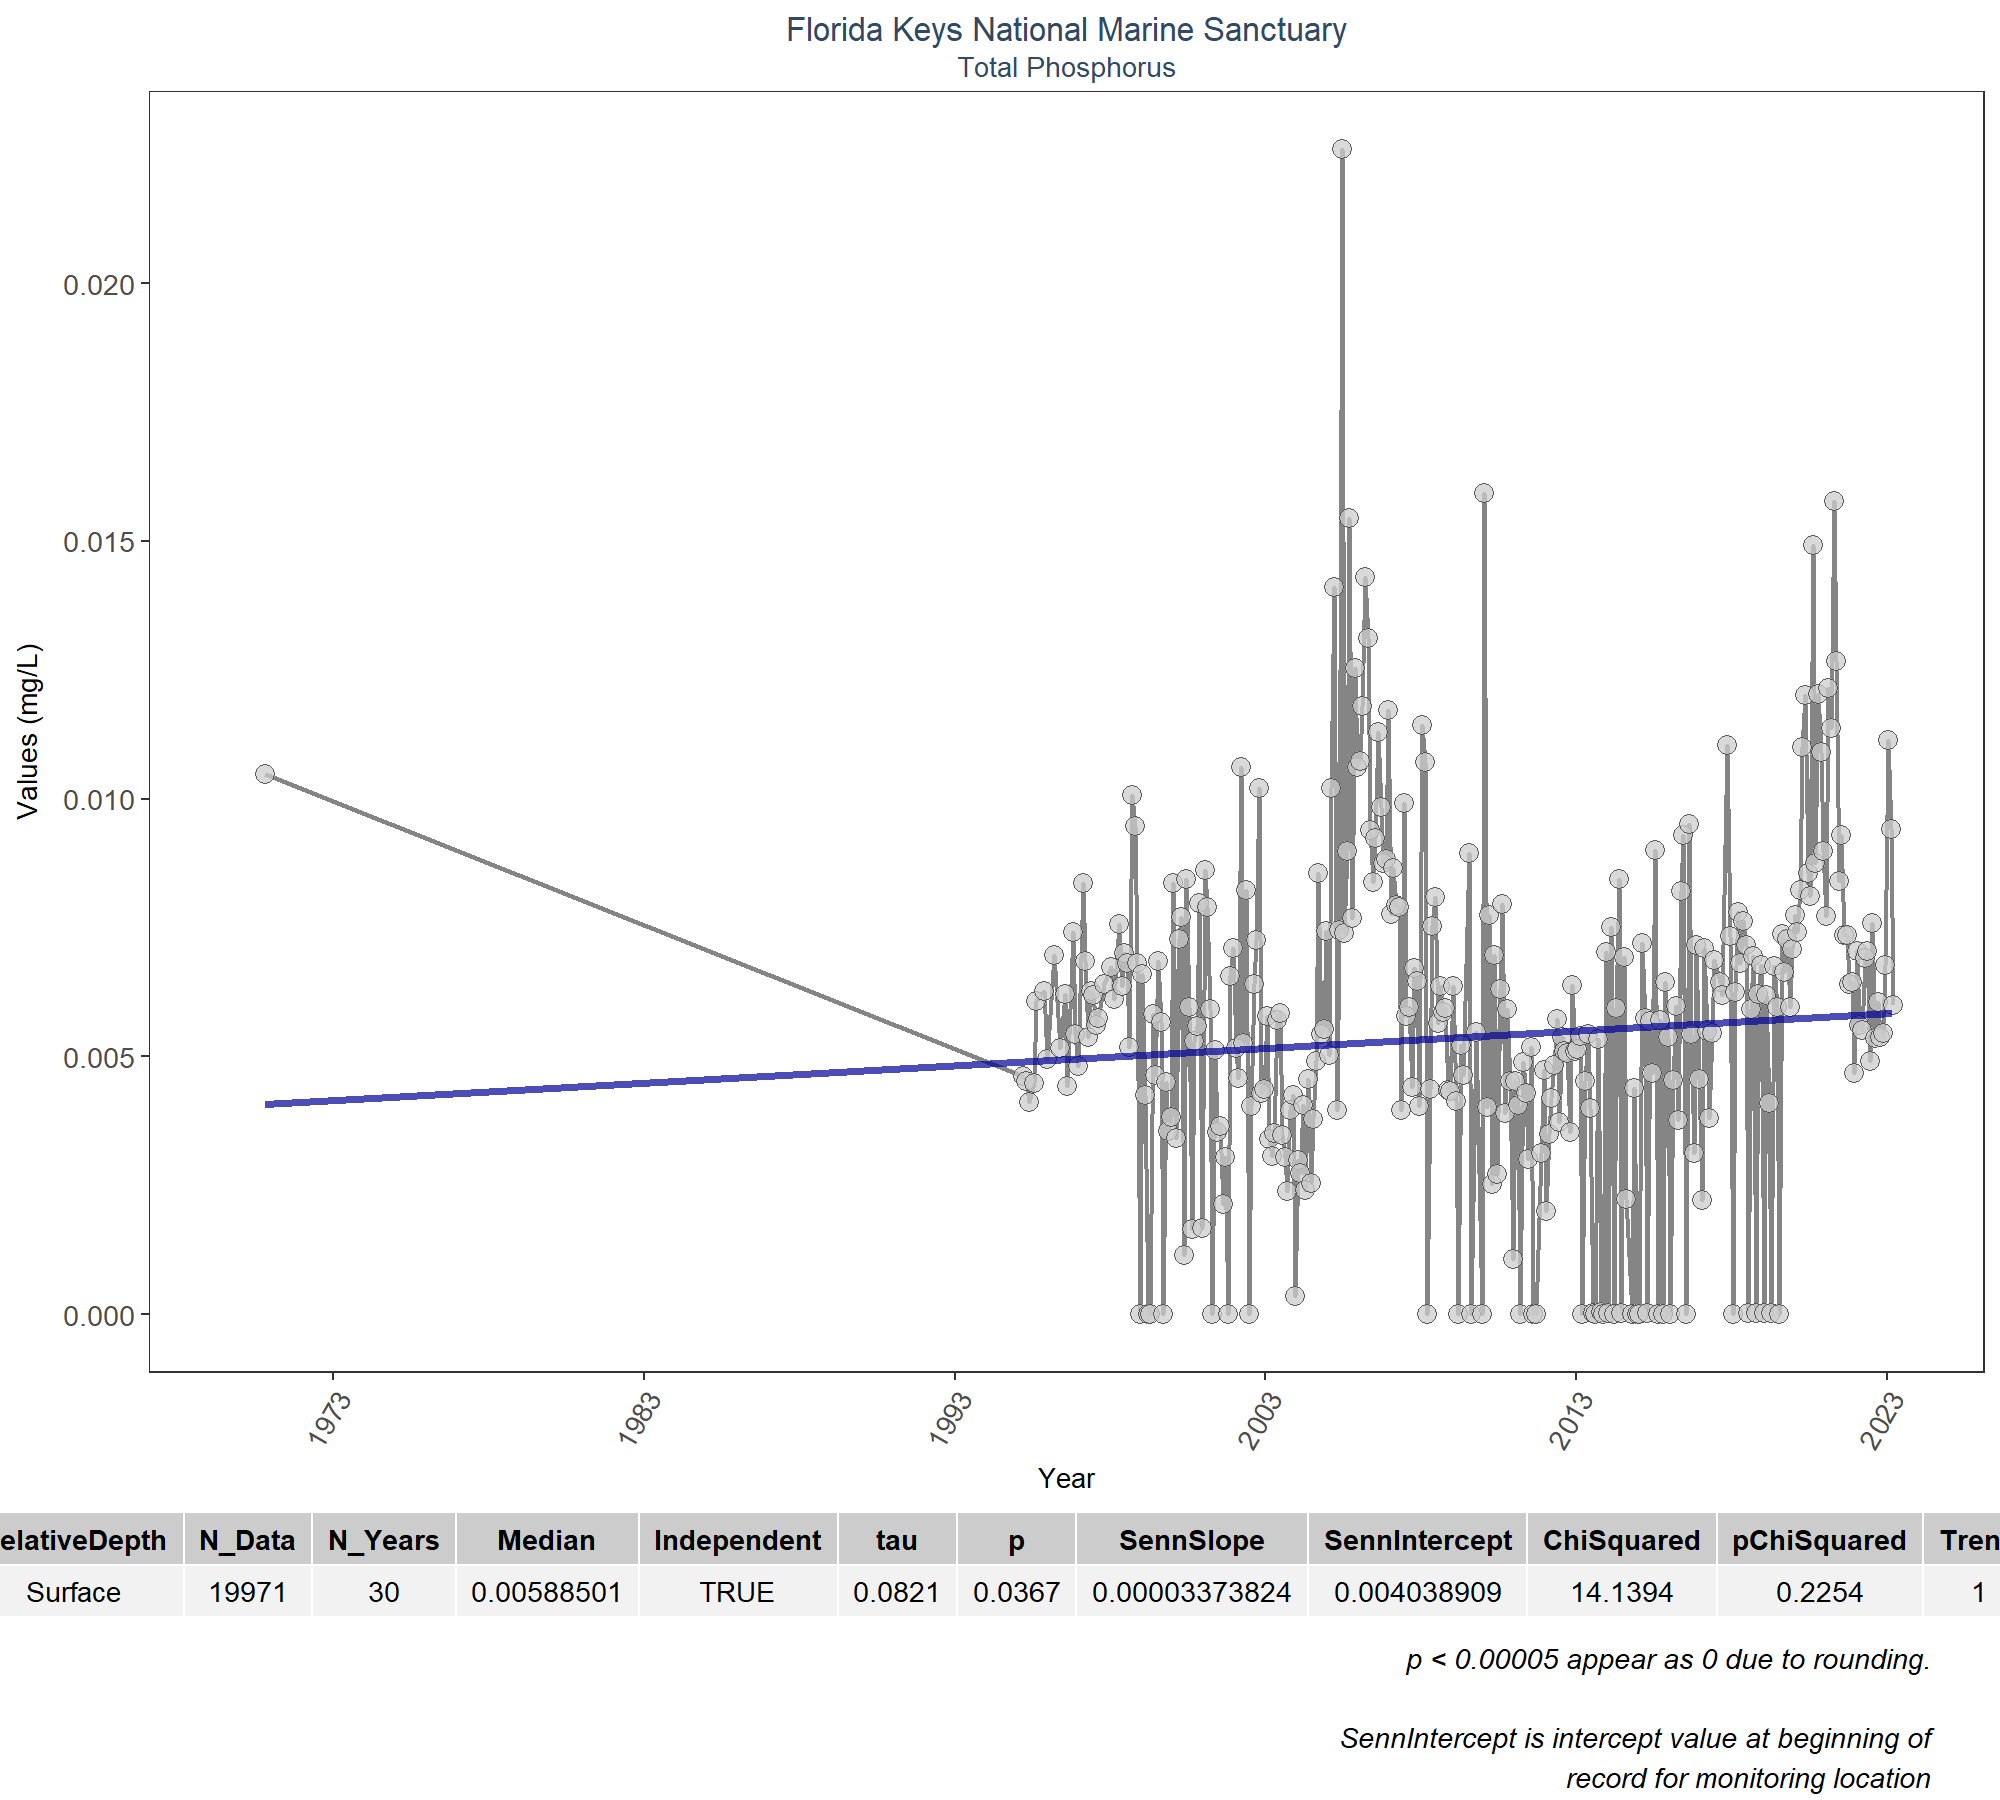 Florida Keys National Marine Sanctuary
Total Phosphorus
0.020
0.015
0.010
0.005
0.000
Values (mg/L)
1973 1983 1993 2003 2013 2023
Year
elativeDepth N_Data N_Years Median Independent tau p SennSlope SennIntercept ChiSquared pChiSquared Tren
Surface 19971 30 0.00588501 TRUE 0.0821 0.0367 0.00003373824 0.004038909 14.1394 0.2254 1
p < 0.00005 appear as 0 due to rounding.
SennIntercept is intercept value at beginning of
record for monitoring location